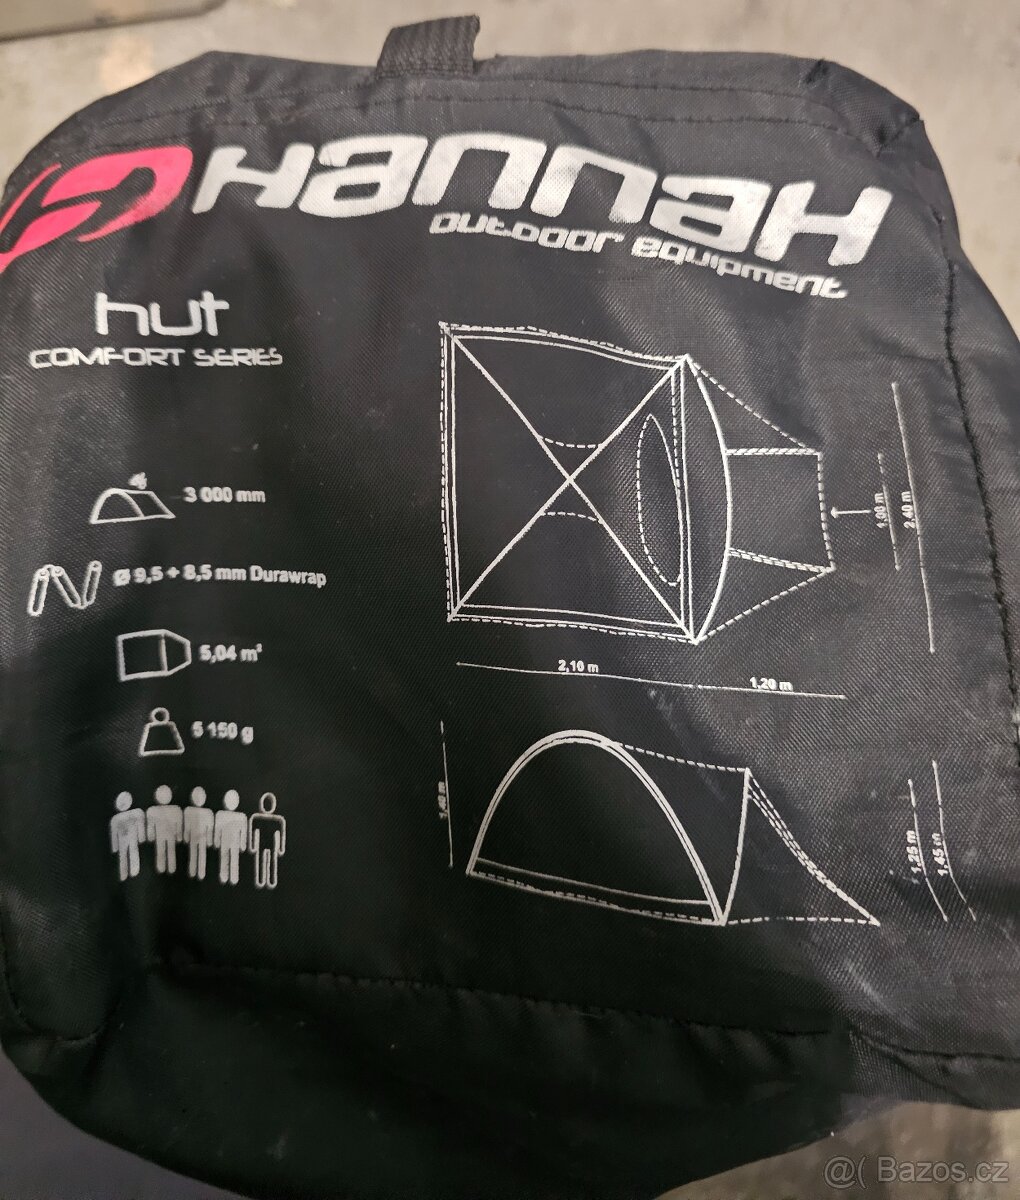 Hannah
outdoor equipment
hut
COMFORT SERIES
3 000 mm
Ø 9,5 + 8,5 mm Durawrap
5,04 m²
5 150 g
1,00 m
2,40 m
2,10 m
1,20 m
1,40 m
1,25 m
1,45 m
@( Bazos.cz